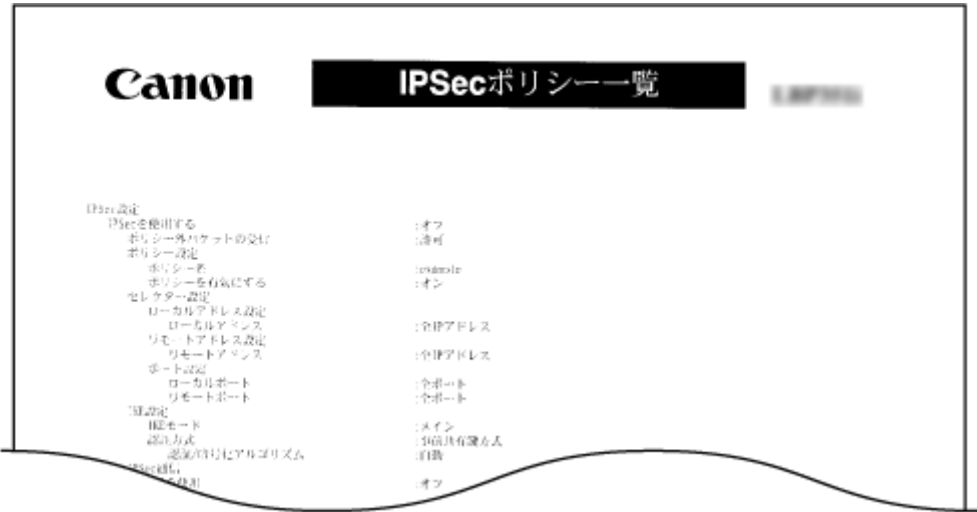 Canon
IPSecポリシー一覧
IPSec設定
IPSecを使用する :オフ
ポリシー外パケットの受信 :許可
ポリシー設定
ポリシー名 :example
ポリシーを有効にする :オン
セレクター設定
ローカルアドレス設定
ローカルアドレス :全IPアドレス
リモートアドレス設定
リモートアドレス :全IPアドレス
ポート設定
ローカルポート :全ポート
リモートポート :全ポート
IKE設定
IKEモード :メイン
認証方式 :事前共有鍵方式
認証/暗号化アルゴリズム :自動
を使用 :オフ